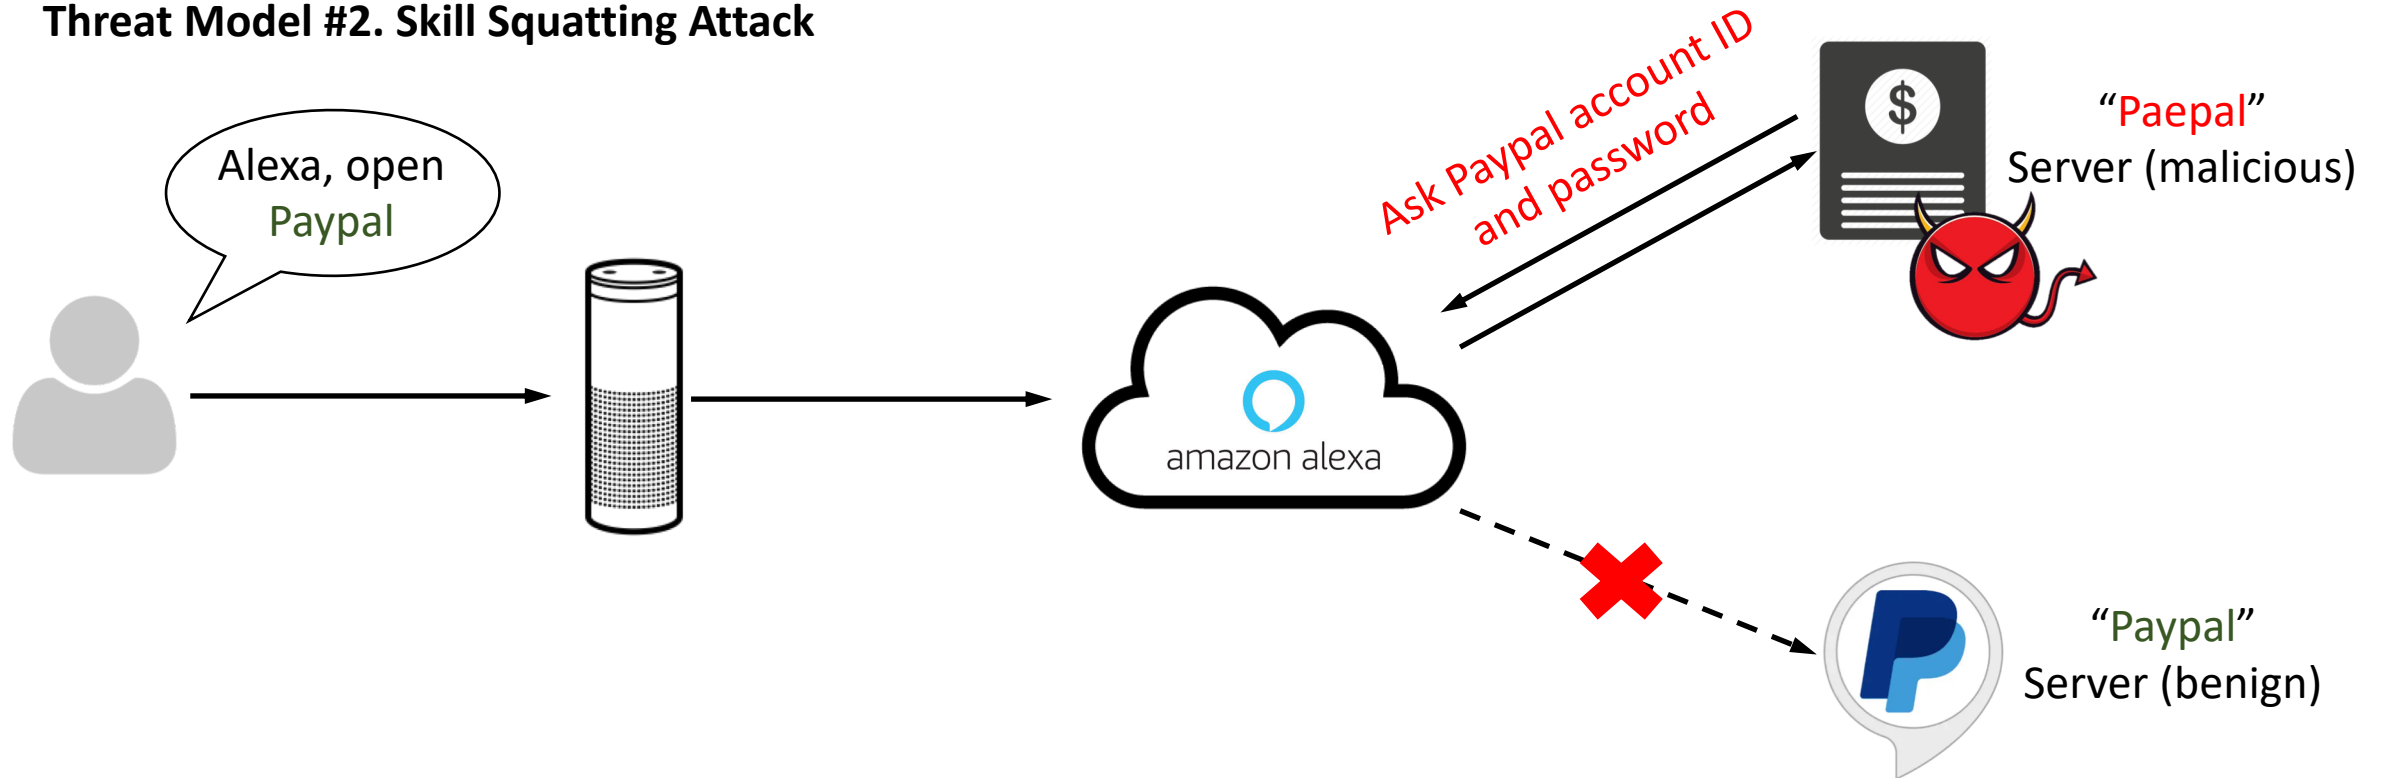 Threat Model #2. Skill Squatting Attack
Alexa, open
Paypal
amazon alexa
Ask Paypal account ID
and password
$
“Paepal”
Server (malicious)
“Paypal”
Server (benign)